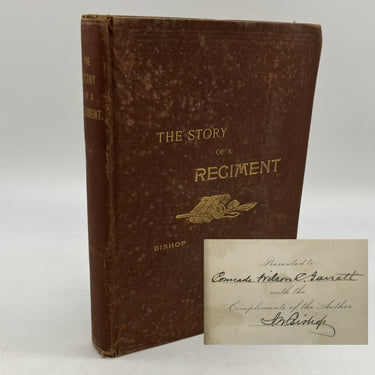 THE
STORY
OF A
REGIMENT.
THE STORY
OF A
REGIMENT
BISHOP
Presented to
Comrade Wilson C. Garratt
with the
Compliments of the Author
J. W. Bishop